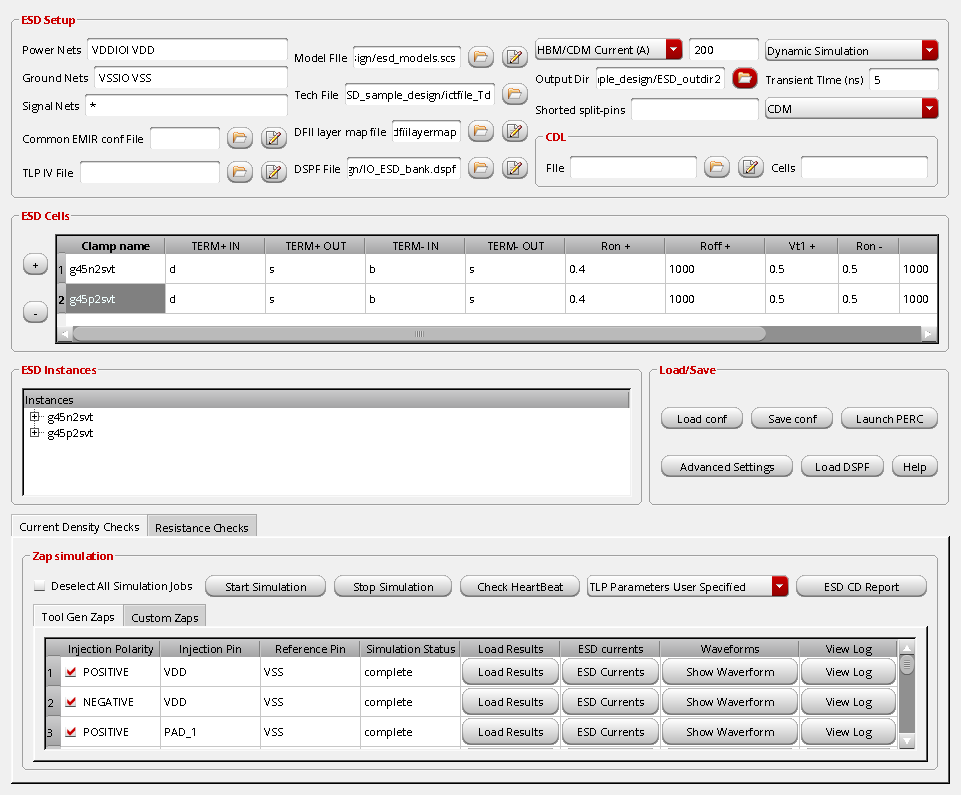 ESD Setup
Power Nets VDDIOI VDD
Ground Nets VSSIO VSS
Signal Nets *
Common EMIR conf File
TLP IV File
Model File ign/esd_models.scs
Tech File SD_sample_design/ictfile_Td
DFII layer map file dfiilayermap
DSPF File gn/IO_ESD_bank.dspf
HBM/CDM Current (A) 200 Dynamic Simulation
Output Dir ple_design/ESD_outdir2 Transient Time (ns) 5
Shorted split-pins CDM
CDL
File Cells
ESD Cells
Clamp name TERM+ IN TERM+ OUT TERM- IN TERM- OUT Ron + Roff + Vt1 + Ron -
+
1 g45n2svt d s b s 0.4 1000 0.5 0.5 1000
2 g45p2svt d s b s 0.4 1000 0.5 0.5 1000
-
ESD Instances
Instances
g45n2svt
g45p2svt
Load/Save
Load conf Save conf Launch PERC
Advanced Settings Load DSPF Help
Current Density Checks Resistance Checks
Zap simulation
Deselect All Simulation Jobs Start Simulation Stop Simulation Check HeartBeat TLP Parameters User Specified ESD CD Report
Tool Gen Zaps Custom Zaps
Injection Polarity Injection Pin Reference Pin Simulation Status Load Results ESD currents Waveforms View Log
1 POSITIVE VDD VSS complete Load Results ESD Currents Show Waveform View Log
2 NEGATIVE VDD VSS complete Load Results ESD Currents Show Waveform View Log
3 POSITIVE PAD_1 VSS complete Load Results ESD Currents Show Waveform View Log